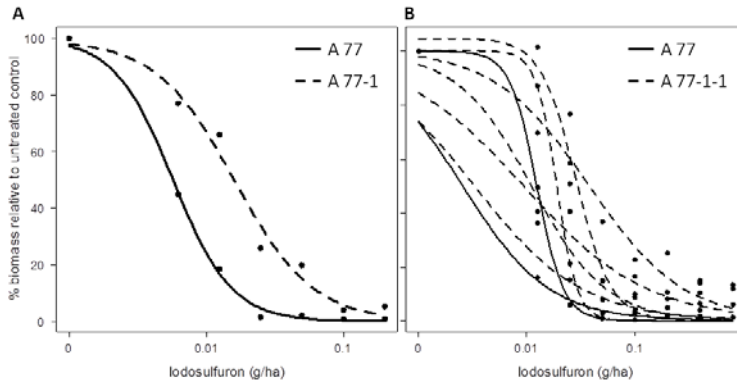 A
B
A 77
A 77-1
A 77
A 77-1-1
% biomass relative to untreated control
100
80
60
40
20
0
0
0.01
0.1
0
0.01
0.1
Iodosulfuron (g/ha)
Iodosulfuron (g/ha)